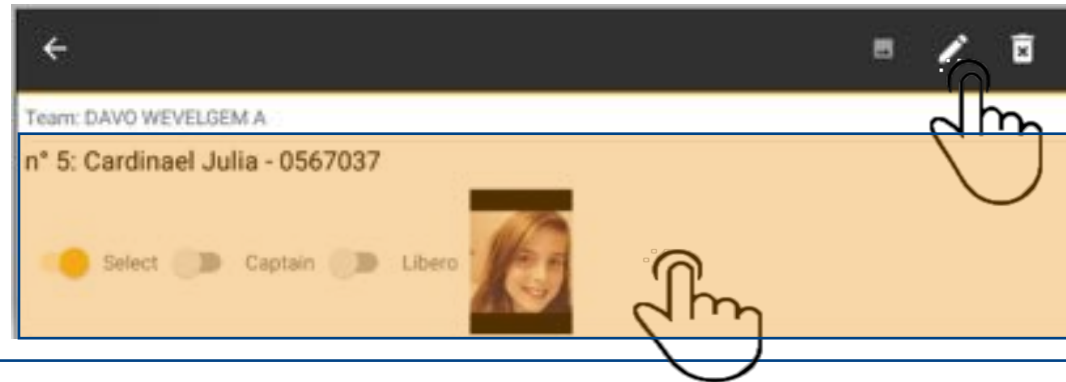 Team: DAVO WEVELGEM A
n° 5: Cardinael Julia - 0567037
Select Captain Libero